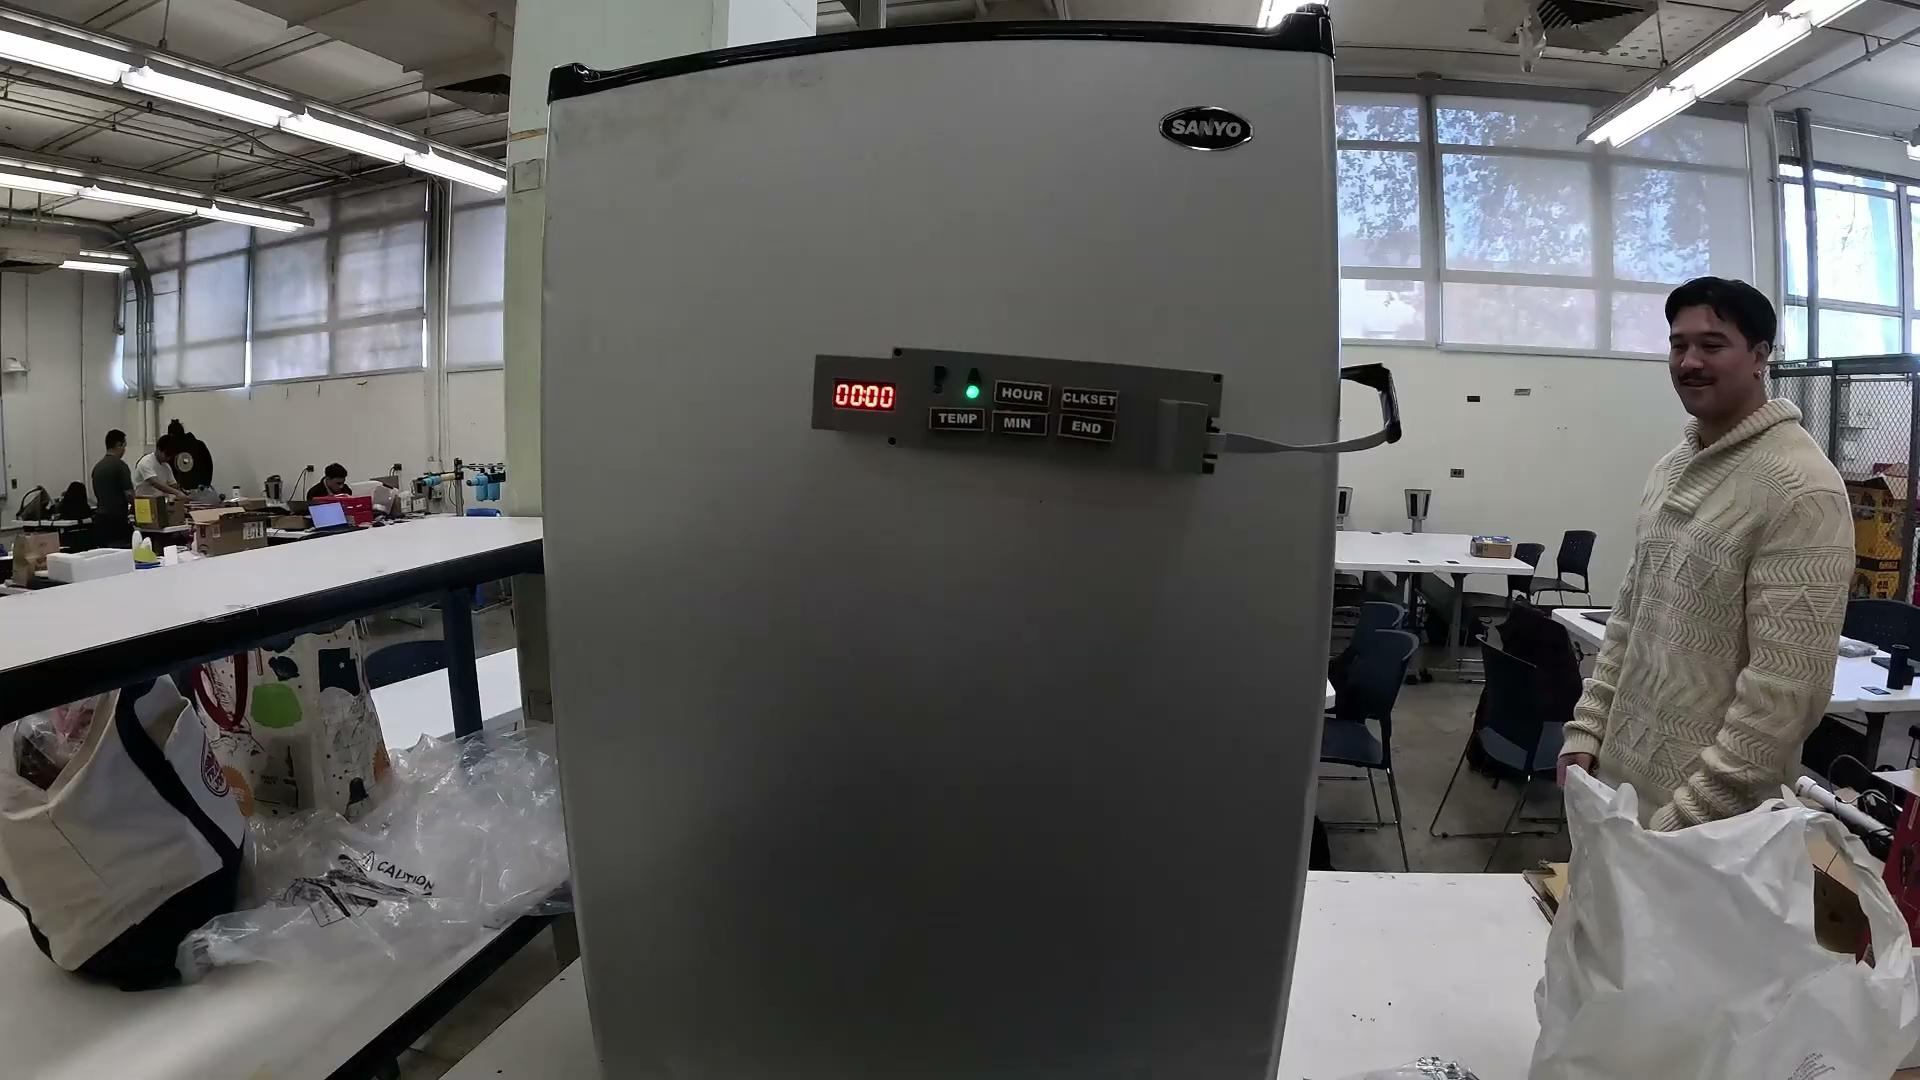 SANYO
00:00
HOUR
CLKSET
TEMP
MIN
END
CAUTION